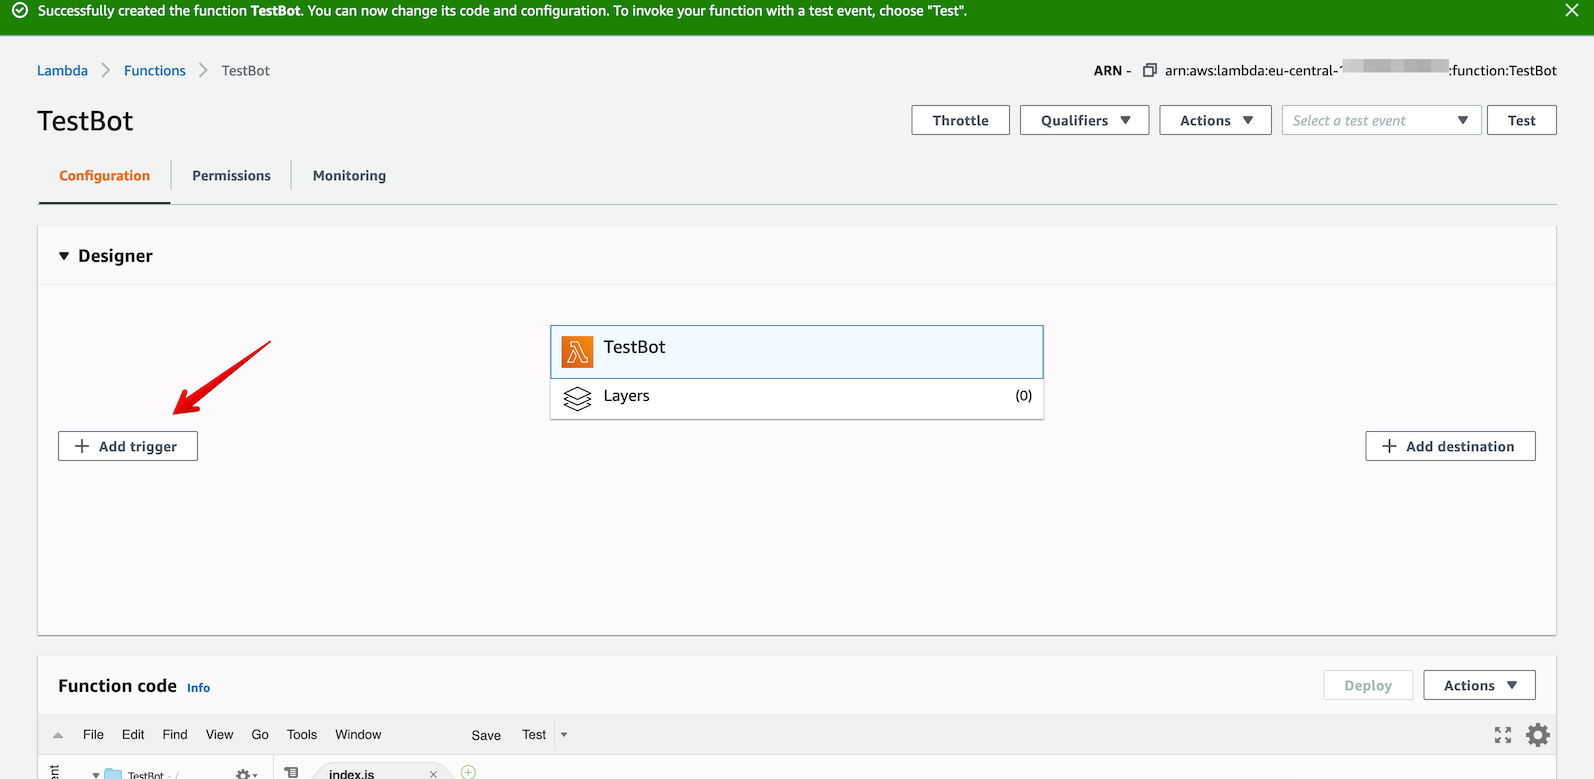 Successfully created the function TestBot. You can now change its code and configuration. To invoke your function with a test event, choose "Test".
Lambda Functions TestBot
ARN - arn:aws:lambda:eu-central- :function:TestBot
TestBot
Throttle Qualifiers Actions Select a test event Test
Configuration Permissions Monitoring
Designer
TestBot
Layers (0)
+ Add trigger
+ Add destination
Function code Info
Deploy Actions
File Edit Find View Go Tools Window Save Test
TestBot - /
index.js